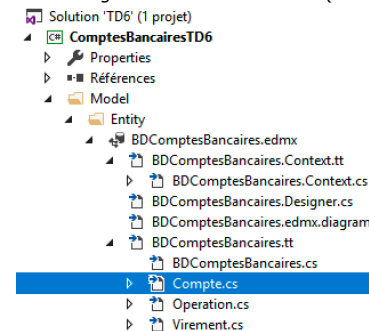 Solution 'TD6' (1 projet)
C# ComptesBancairesTD6
Properties
Références
Model
Entity
BDComptesBancaires.edmx
BDComptesBancaires.Context.tt
BDComptesBancaires.Context.cs
BDComptesBancaires.Designer.cs
BDComptesBancaires.edmx.diagram
BDComptesBancaires.tt
BDComptesBancaires.cs
Compte.cs
Operation.cs
Virement.cs